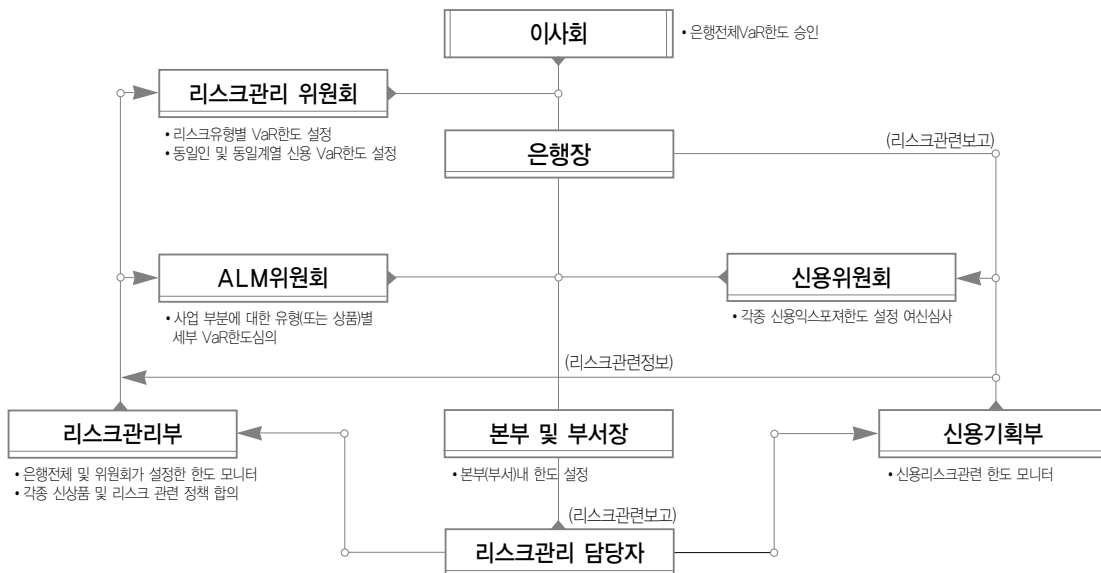 이사회
• 은행전체VaR한도 승인
리스크관리 위원회
• 리스크유형별 VaR한도 설정
• 동일인 및 동일계열 신용 VaR한도 설정
은행장
(리스크관련보고)
ALM위원회
• 사업 부분에 대한 유형(또는 상품)별
세부 VaR한도심의
신용위원회
• 각종 신용익스포져한도 설정 여신심사
(리스크관련정보)
리스크관리부
• 은행전체 및 위원회가 설정한 한도 모니터
• 각종 신상품 및 리스크 관련 정책 합의
본부 및 부서장
• 본부(부서)내 한도 설정
신용기획부
• 신용리스크관련 한도 모니터
(리스크관련보고)
리스크관리 담당자